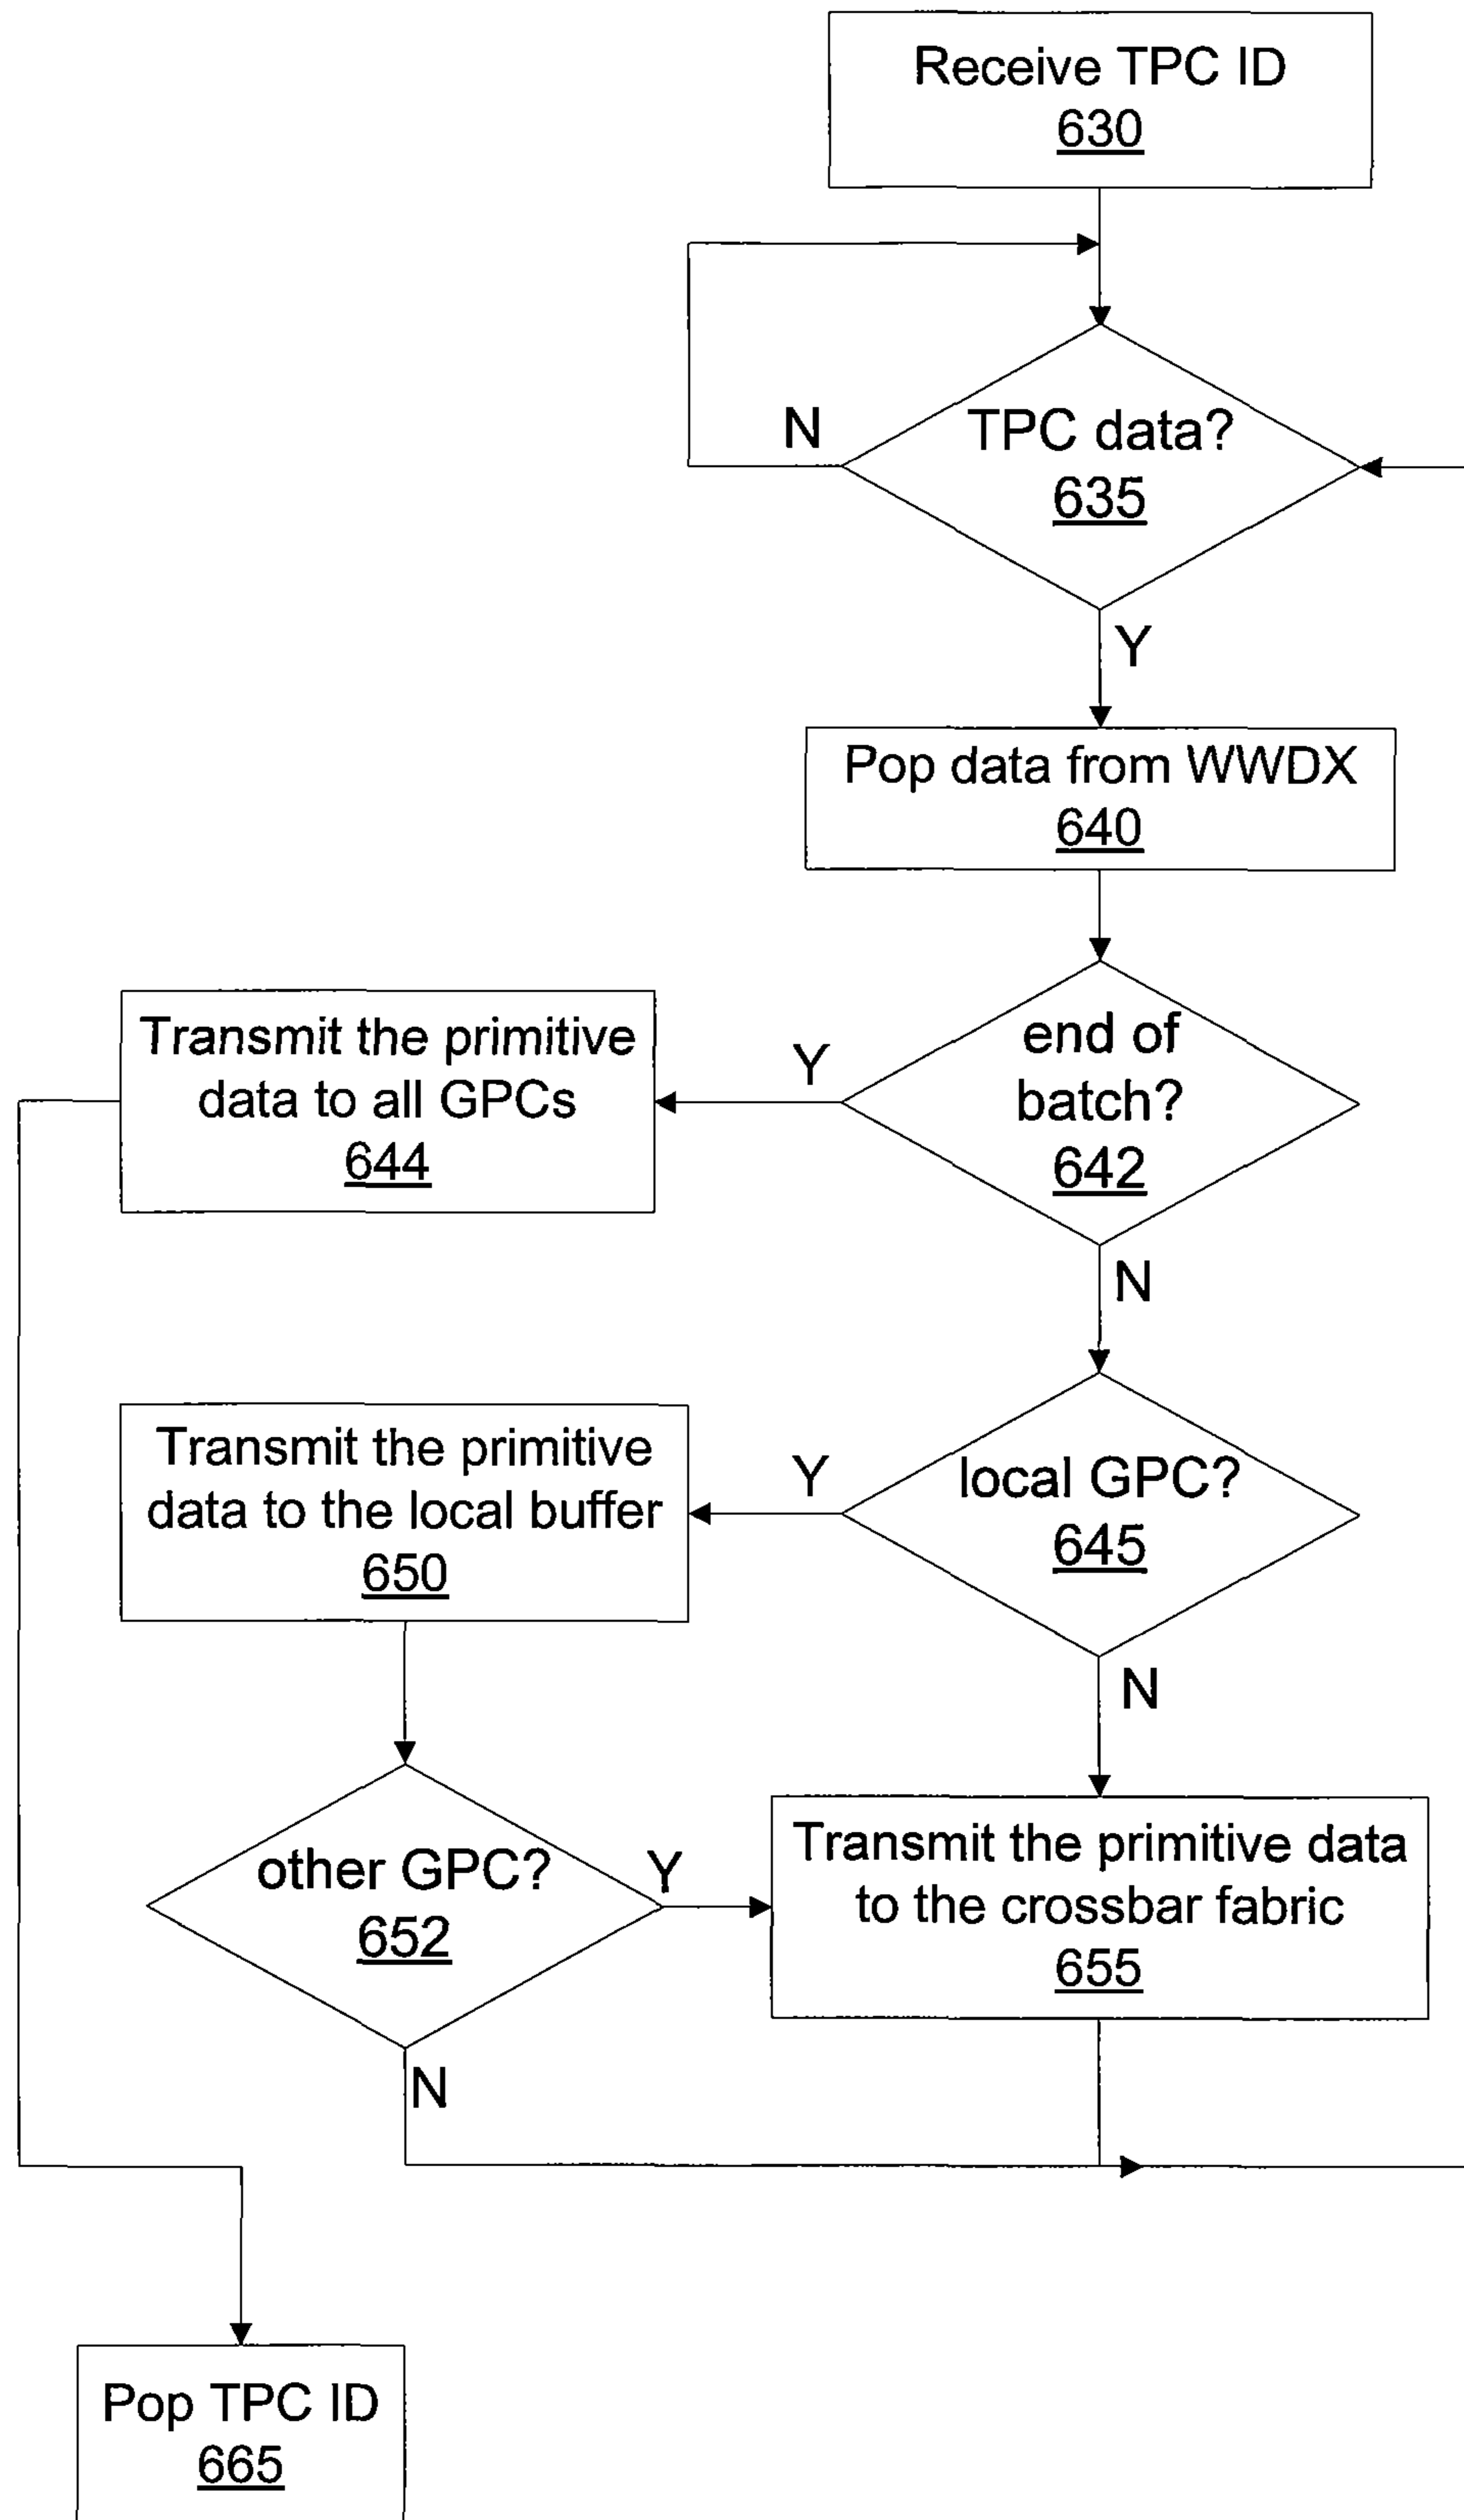 Receive TPC ID
630
N
TPC data?
635
Y
Pop data from WWDX
640
Transmit the primitive
data to all GPCs
644
Y
end of
batch?
642
N
Transmit the primitive
data to the local buffer
650
Y
local GPC?
645
N
other GPC?
652
Y
Transmit the primitive data
to the crossbar fabric
655
N
Pop TPC ID
665